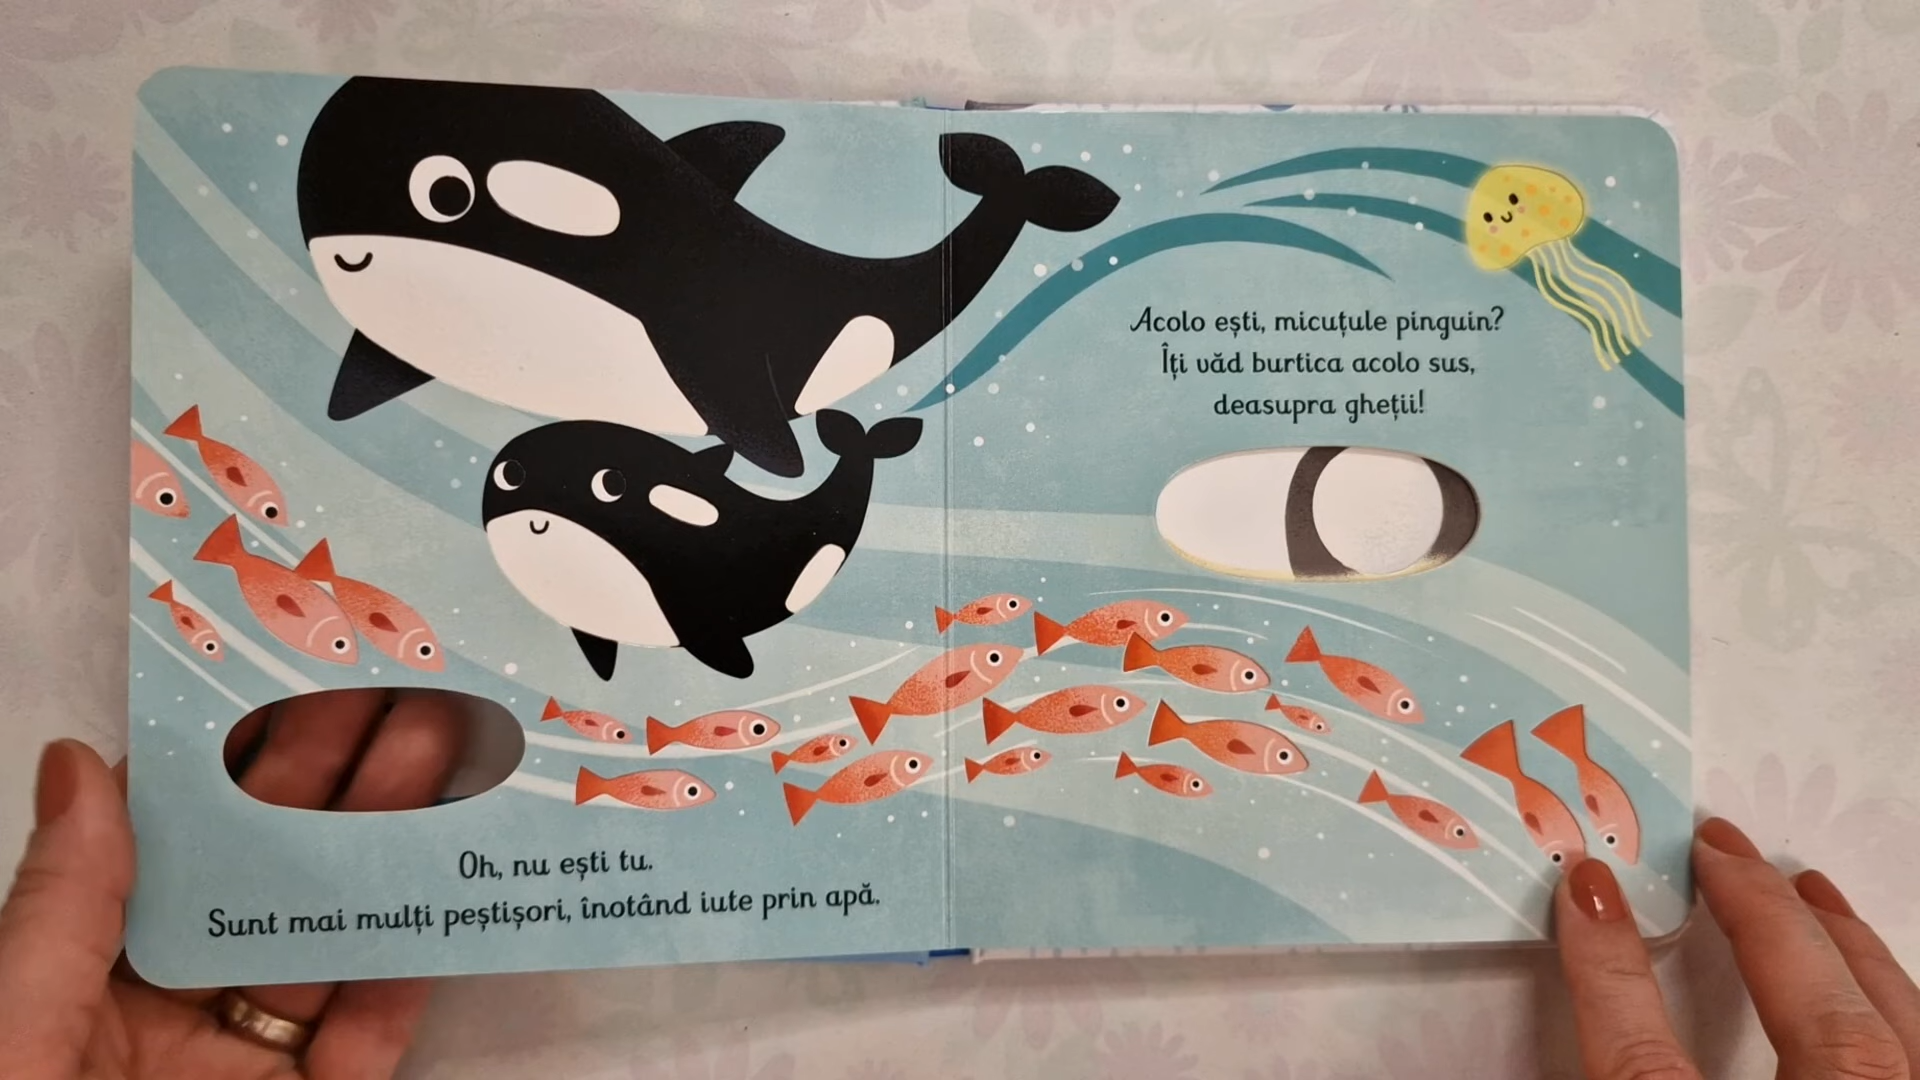 Oh, nu ești tu.
Sunt mai mulți peștișori, înotând iute prin apă.
Acolo ești, micuțule pinguin?
Îți văd burtica acolo sus,
deasupra gheții!